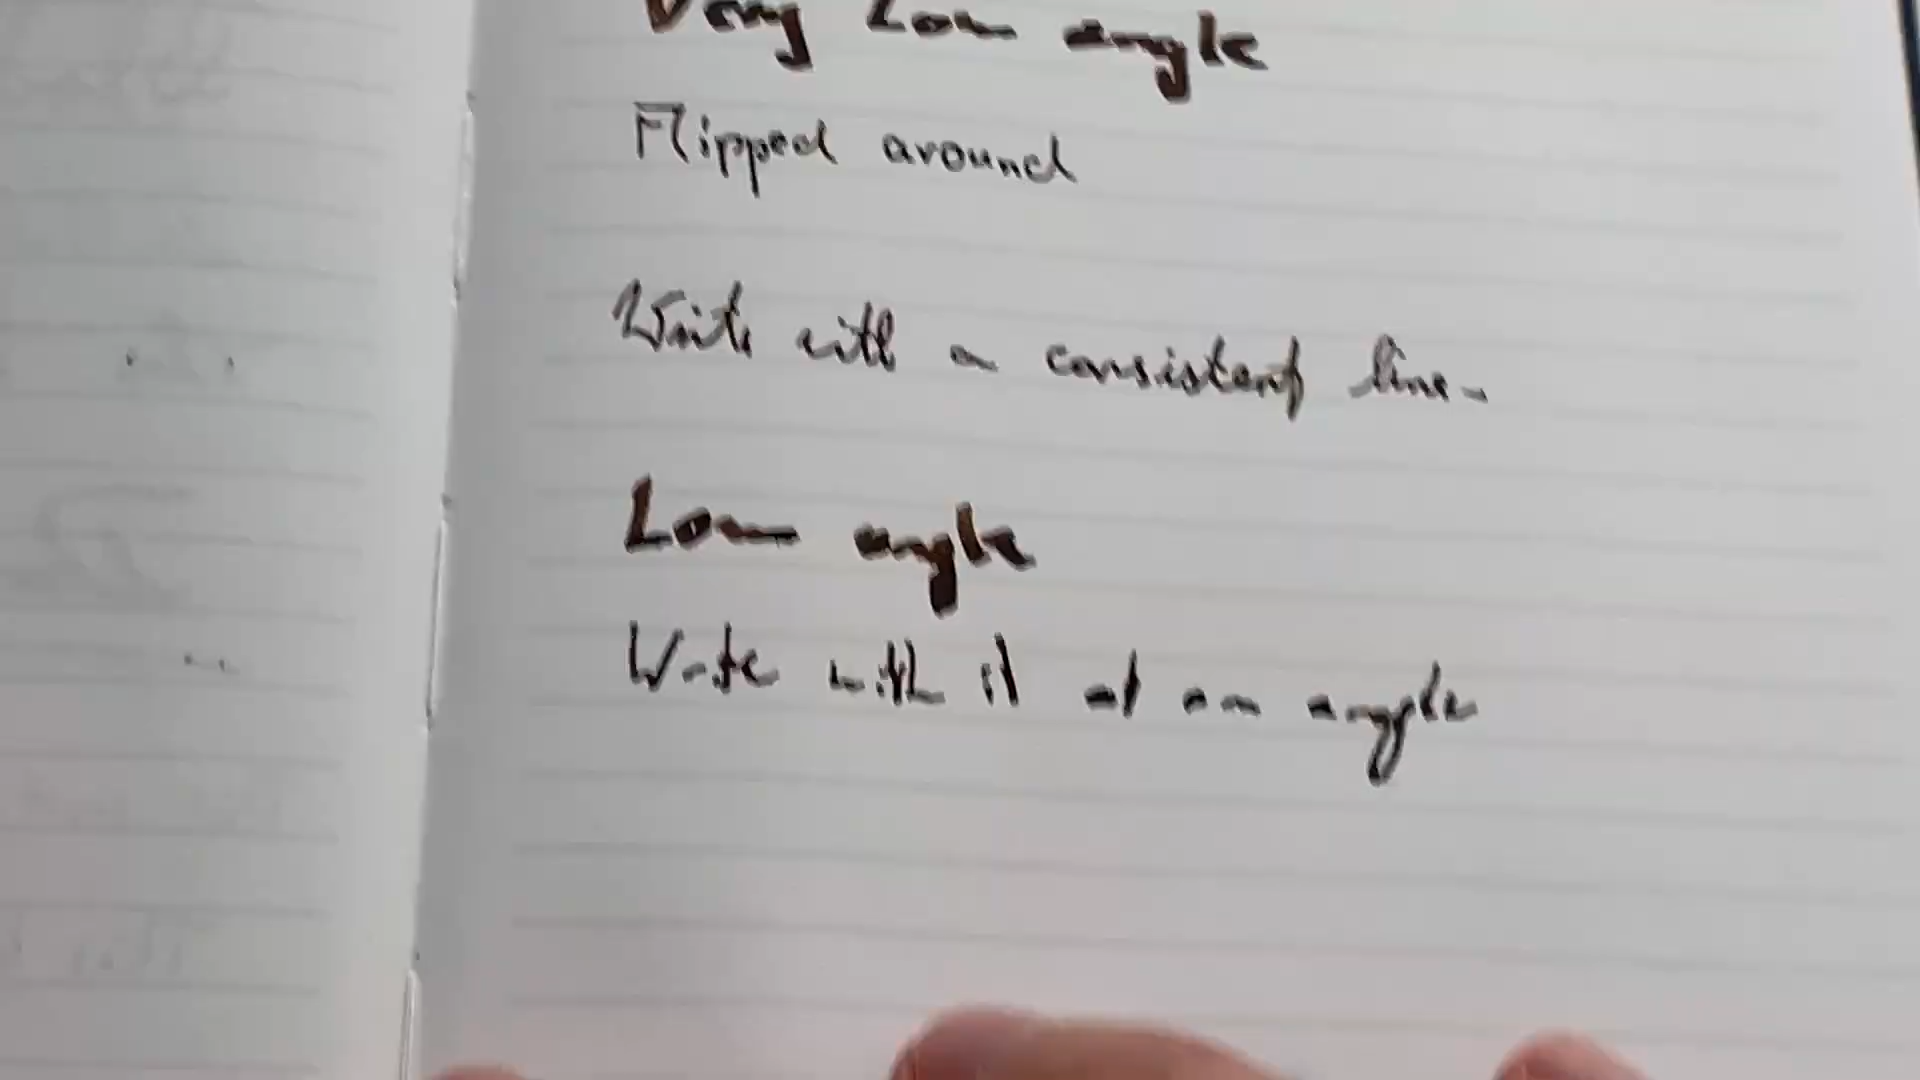 Very Low angle
Flipped around
Write with a consistent line.
Low angle
Write with it at an angle